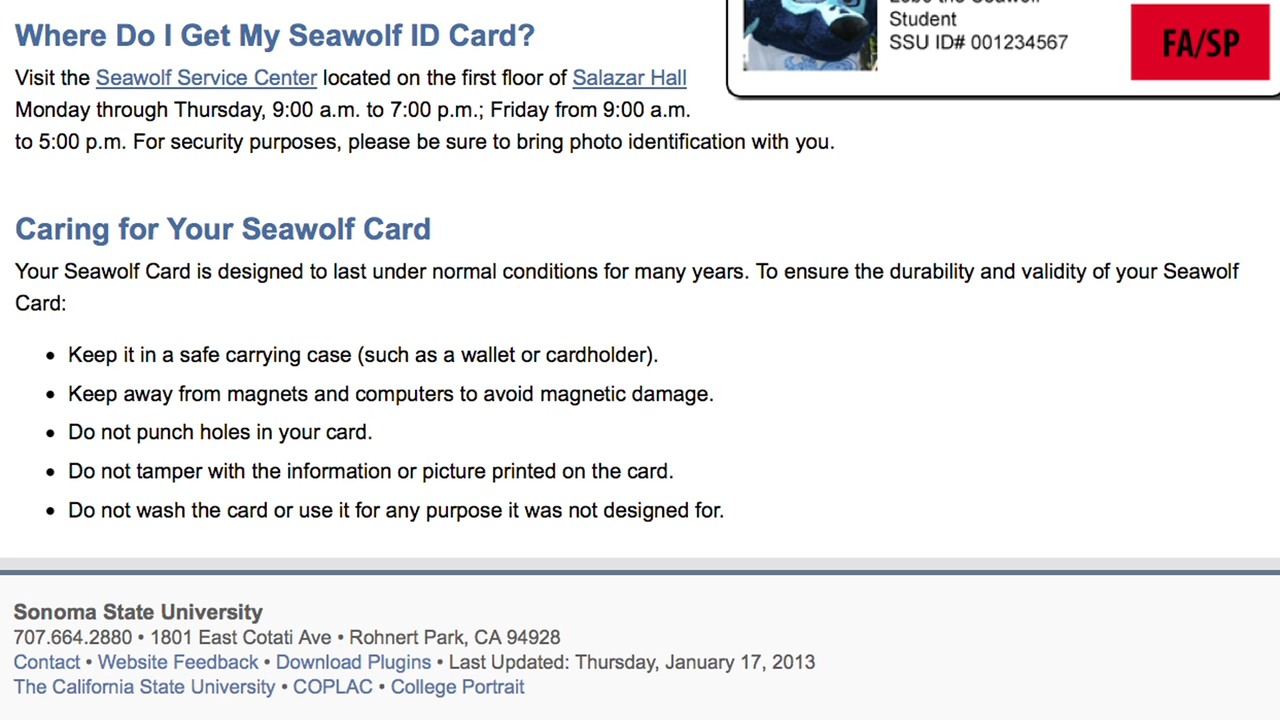 Where Do I Get My Seawolf ID Card?
Visit the Seawolf Service Center located on the first floor of Salazar Hall
Monday through Thursday, 9:00 a.m. to 7:00 p.m.; Friday from 9:00 a.m.
to 5:00 p.m. For security purposes, please be sure to bring photo identification with you.
Student
SSU ID# 001234567
FA/SP
Caring for Your Seawolf Card
Your Seawolf Card is designed to last under normal conditions for many years. To ensure the durability and validity of your Seawolf
Card:
• Keep it in a safe carrying case (such as a wallet or cardholder).
• Keep away from magnets and computers to avoid magnetic damage.
• Do not punch holes in your card.
• Do not tamper with the information or picture printed on the card.
• Do not wash the card or use it for any purpose it was not designed for.
Sonoma State University
707.664.2880 • 1801 East Cotati Ave • Rohnert Park, CA 94928
Contact • Website Feedback • Download Plugins • Last Updated: Thursday, January 17, 2013
The California State University • COPLAC • College Portrait